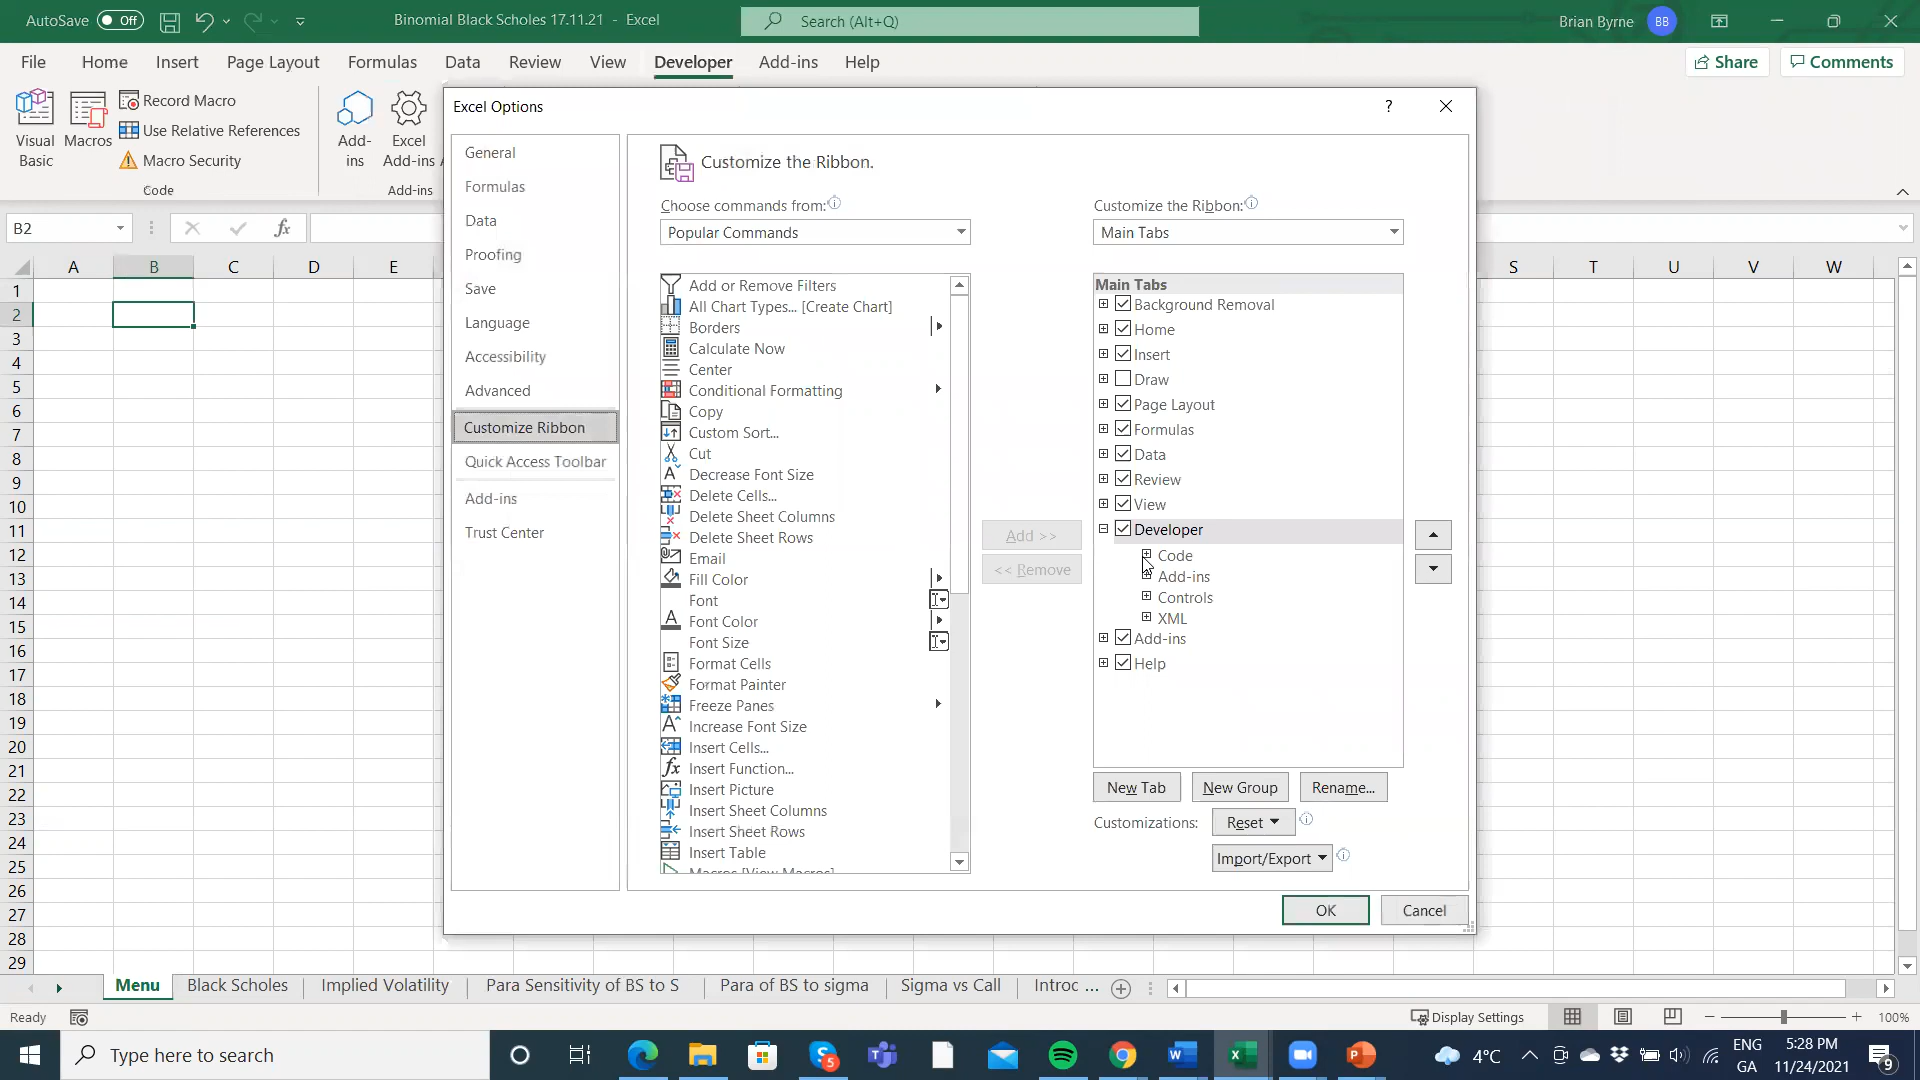 AutoSave Off
Binomial Black Scholes 17.11.21 - Excel
Search (Alt+Q)
Brian Byrne BB
File Home Insert Page Layout Formulas Data Review View Developer Add-ins Help
Share Comments
Visual Basic
Macros
Record Macro
Use Relative References
Macro Security
Code
Add-ins
Excel Add-ins
Add-ins
B2
fx
A B C D E S T U V W
1
2
3
4
5
6
7
8
9
10
11
12
13
14
15
16
17
18
19
20
21
22
23
24
25
26
27
28
29
Excel Options
?
General
Formulas
Data
Proofing
Save
Language
Accessibility
Advanced
Customize Ribbon
Quick Access Toolbar
Add-ins
Trust Center
Customize the Ribbon.
Choose commands from:
Popular Commands
Add or Remove Filters
All Chart Types... [Create Chart]
Borders
Calculate Now
Center
Conditional Formatting
Copy
Custom Sort...
Cut
Decrease Font Size
Delete Cells...
Delete Sheet Columns
Delete Sheet Rows
Email
Fill Color
Font
Font Color
Font Size
Format Cells
Format Painter
Freeze Panes
Increase Font Size
Insert Cells...
Insert Function...
Insert Picture
Insert Sheet Columns
Insert Sheet Rows
Insert Table
Macros [View Macros]
Add >>
<< Remove
Customize the Ribbon:
Main Tabs
Main Tabs
Background Removal
Home
Insert
Draw
Page Layout
Formulas
Data
Review
View
Developer
Code
Add-ins
Controls
XML
Add-ins
Help
New Tab New Group Rename...
Customizations: Reset
Import/Export
OK Cancel
Menu Black Scholes Implied Volatility Para Sensitivity of BS to S Para of BS to sigma Sigma vs Call Introc ...
Ready
Display Settings
100%
Type here to search
5
4°C
ENG
GA
5:28 PM
11/24/2021
9